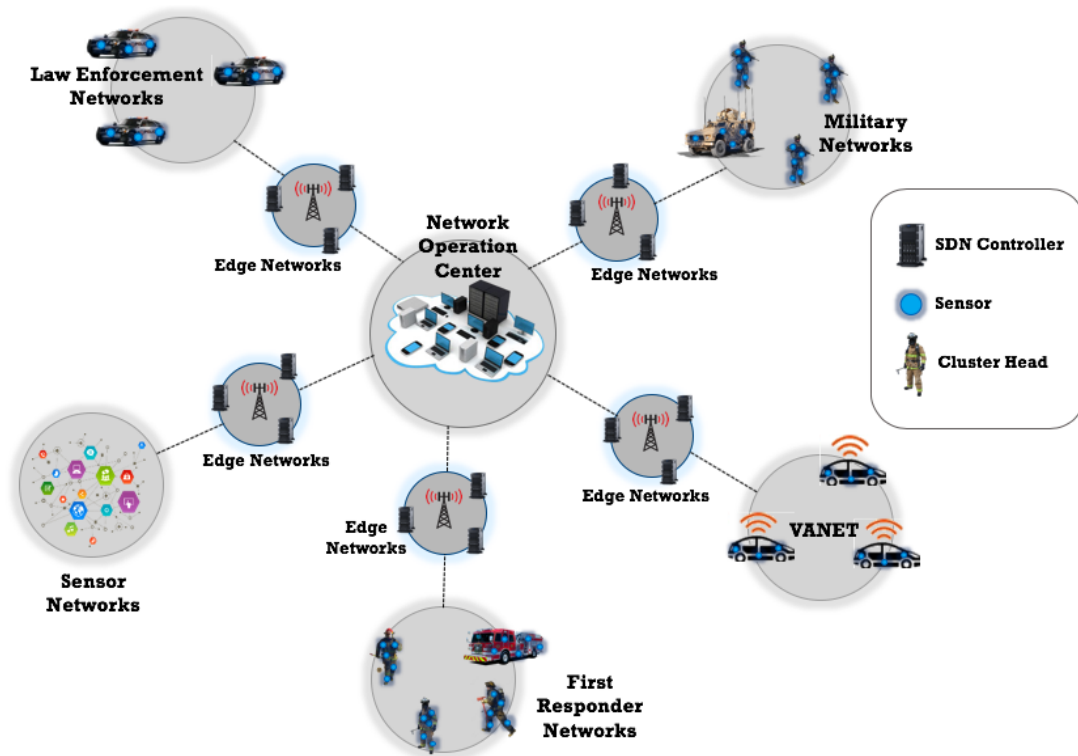 Law Enforcement
Networks
Military
Networks
Edge Networks
Network
Operation
Center
Edge Networks
SDN Controller
Sensor
Cluster Head
Edge Networks
Edge Networks
Edge
Networks
VANET
Sensor
Networks
First
Responder
Networks